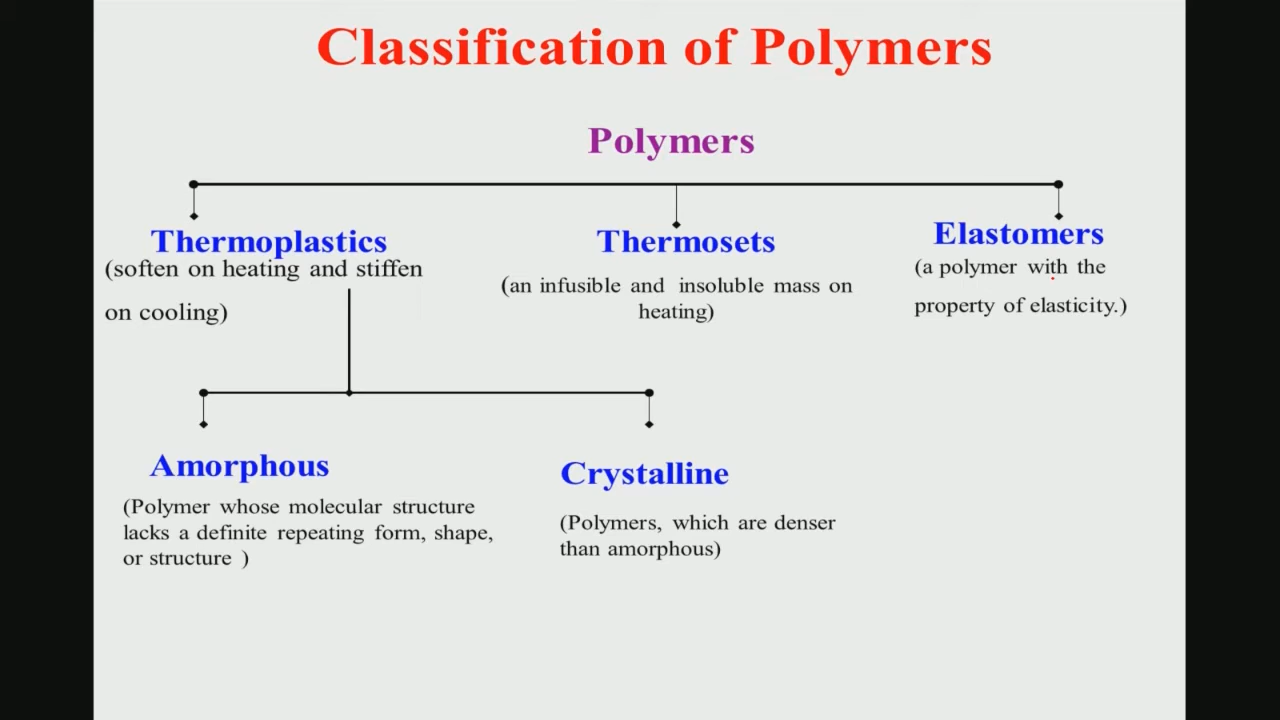 Classification of Polymers
Polymers
Thermoplastics
(soften on heating and stiffen
on cooling)
Thermosets
(an infusible and insoluble mass on
heating)
Elastomers
(a polymer with the
property of elasticity.)
Amorphous
(Polymer whose molecular structure
lacks a definite repeating form, shape,
or structure )
Crystalline
(Polymers, which are denser
than amorphous)